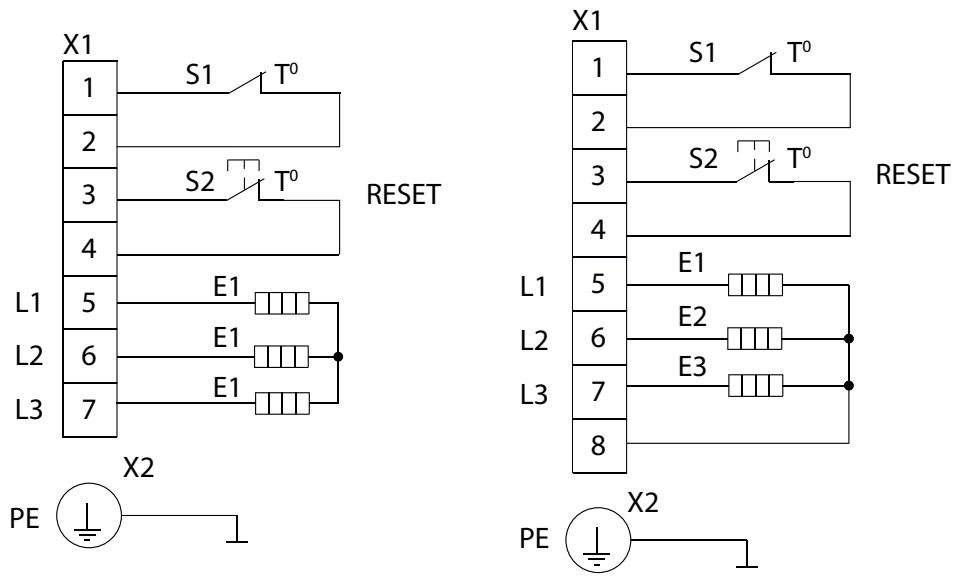 X1
1 S1 T⁰
2
3 S2 T⁰ RESET
4
L1 5 E1
L2 6 E1
L3 7 E1
X2
PE
X1
1 S1 T⁰
2
3 S2 T⁰ RESET
4
L1 5 E1
L2 6 E2
L3 7 E3
8
X2
PE